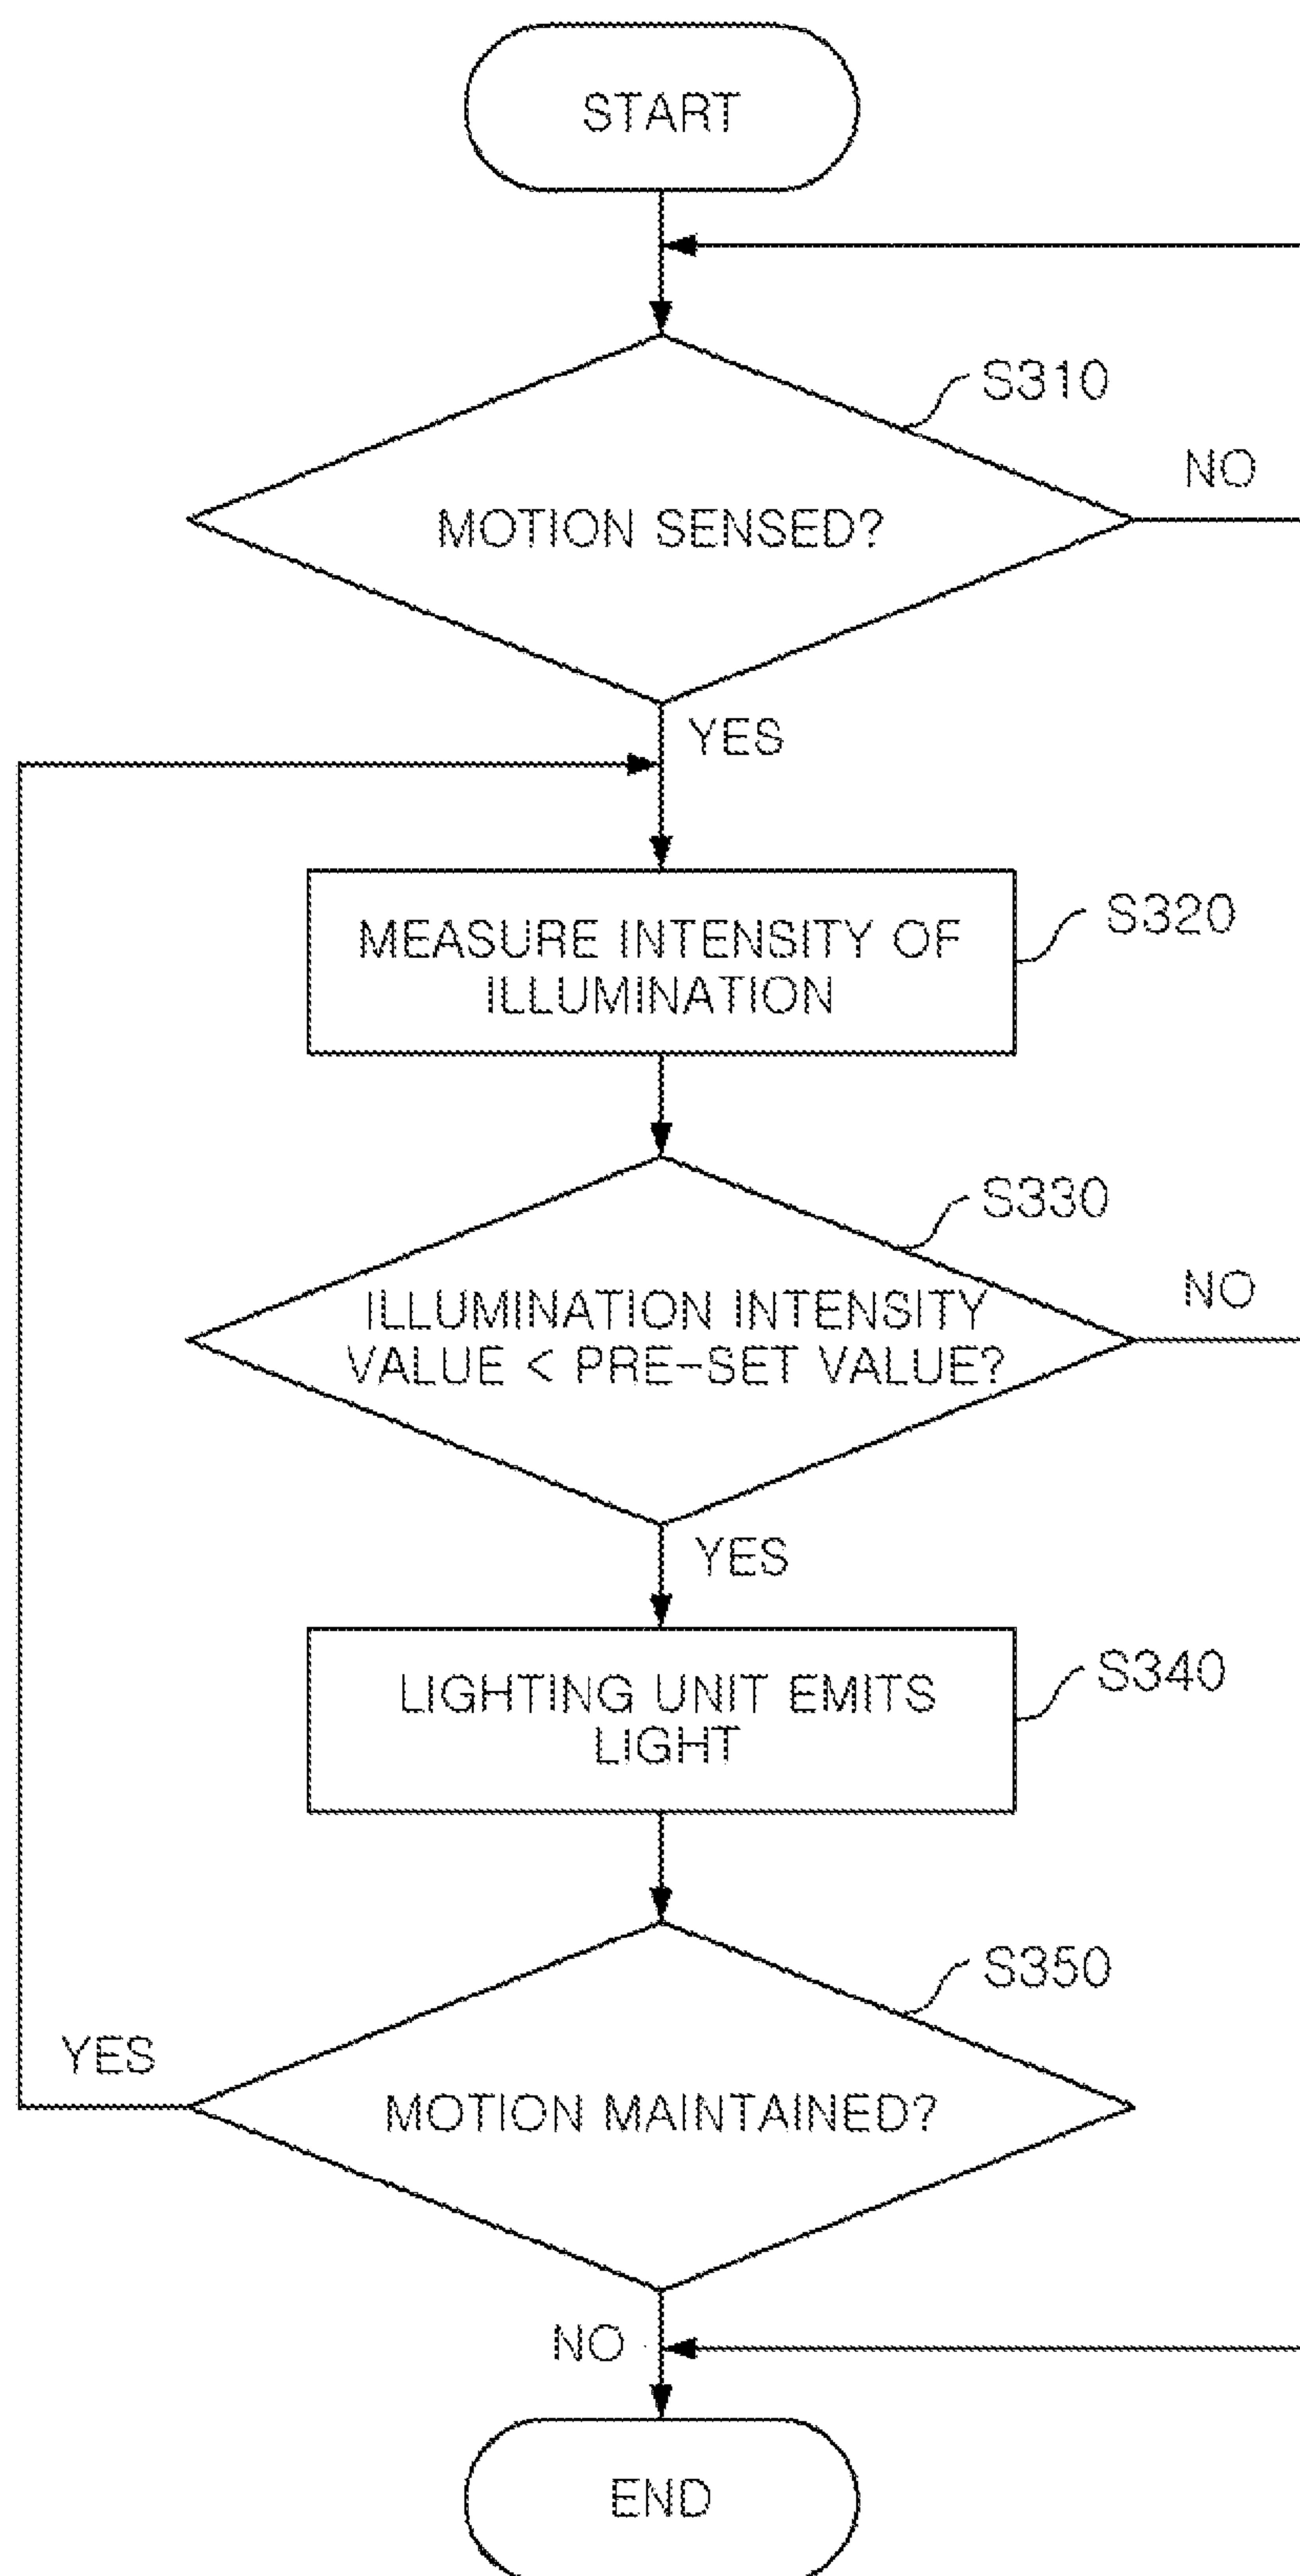 START
S310
NO
MOTION SENSED?
YES
S320
MEASURE INTENSITY OF
ILLUMINATION
S330
NO
ILLUMINATION INTENSITY
VALUE < PRE-SET VALUE?
YES
S340
LIGHTING UNIT EMITS
LIGHT
S350
YES
MOTION MAINTAINED?
NO
END